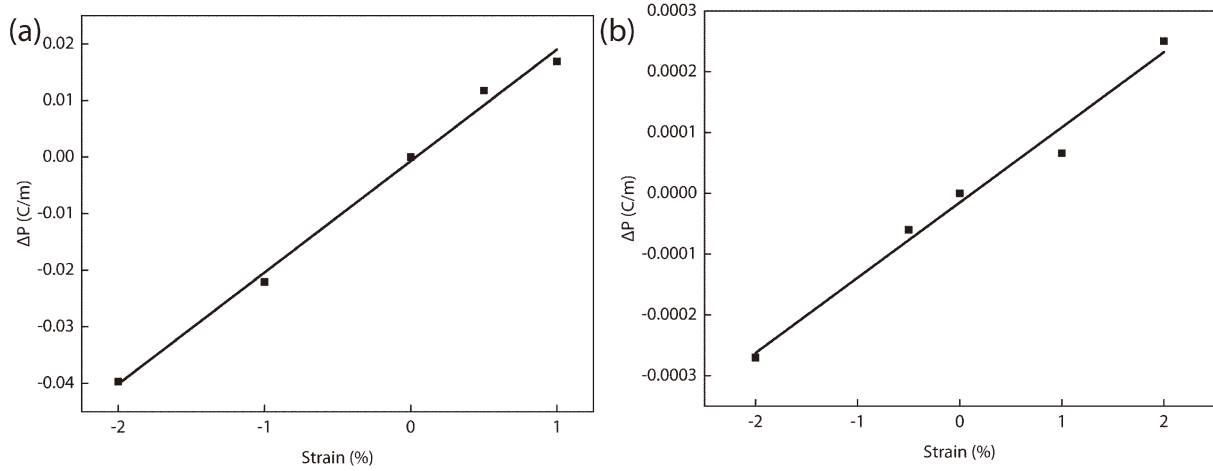 (a)
0.02
0.01
0.00
-0.01
-0.02
-0.03
-0.04
ΔP (C/m)
-2 -1 0 1
Strain (%)
(b)
0.0003
0.0002
0.0001
0.0000
-0.0001
-0.0002
-0.0003
ΔP (C/m)
-2 -1 0 1 2
Strain (%)